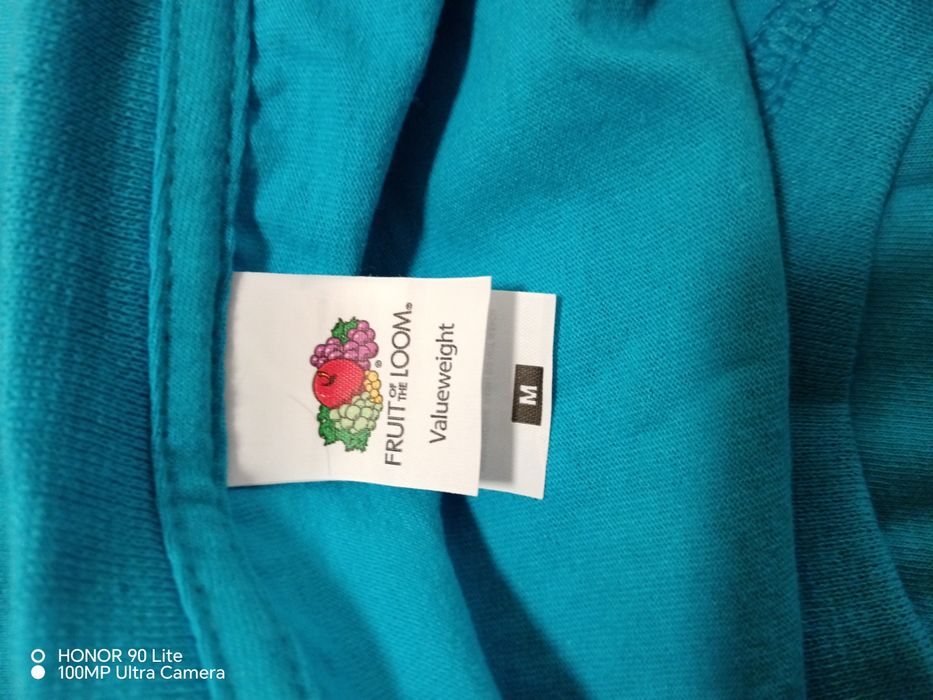 FRUIT OF THE LOOM®
Valueweight
M
HONOR 90 Lite
100MP Ultra Camera